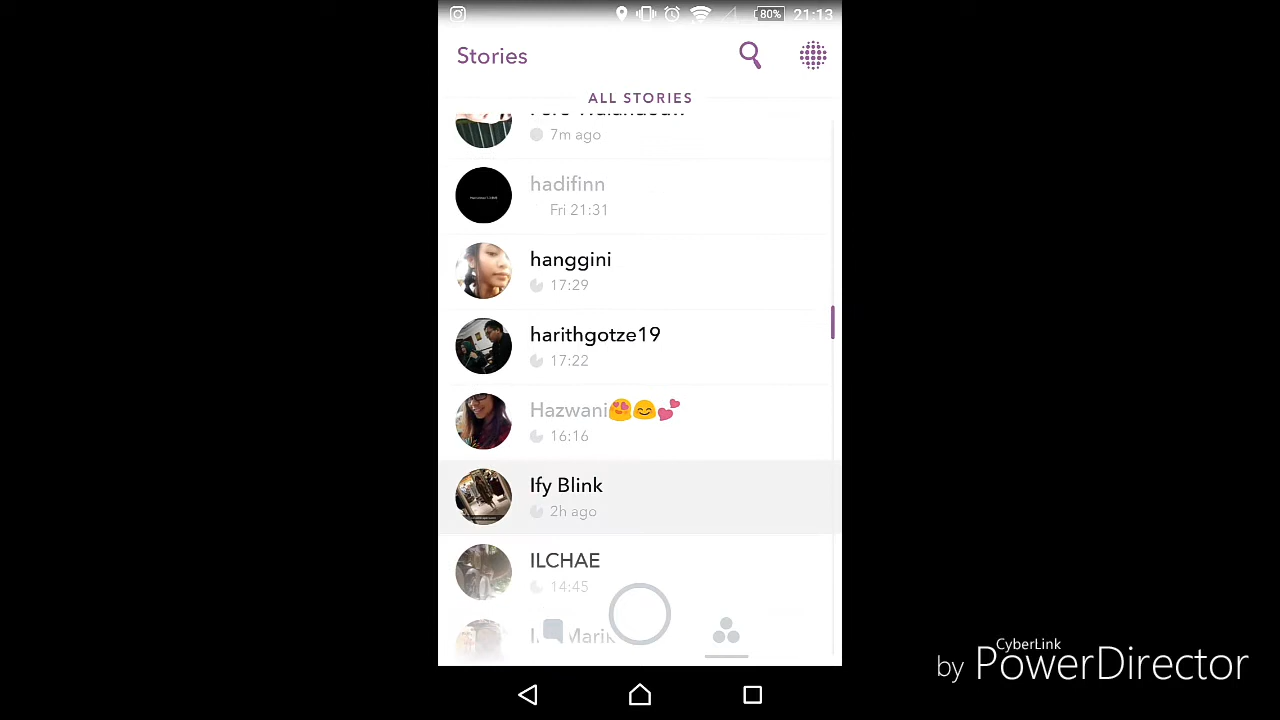 80% 21:13
Stories
ALL STORIES
7m ago
hadifinn
Fri 21:31
hanggini
17:29
harithgotze19
17:22
Hazwani😍😊💕
16:16
Ify Blink
2h ago
ILCHAE
14:45
CyberLink
by PowerDirector